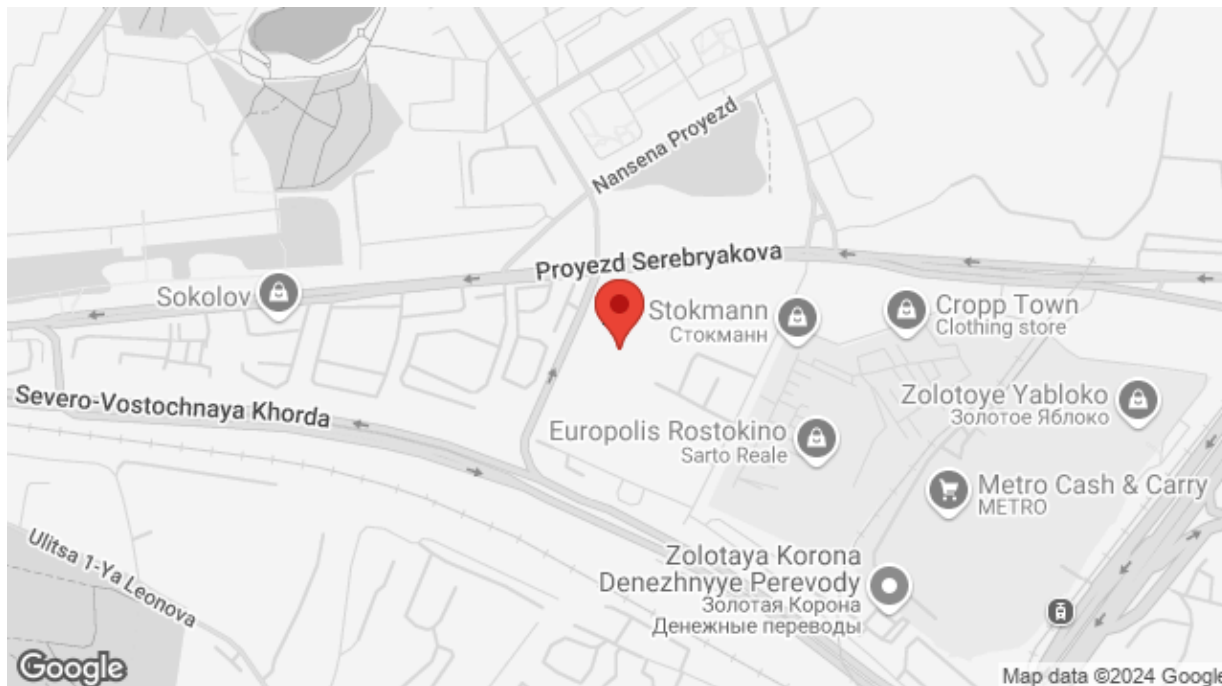 Nansena Proyezd
Proyezd Serebryakova
Sokolov
Stokmann
Стокманн
Cropp Town
Clothing store
Severo-Vostochnaya Khorda
Zolotoye Yabloko
Золотое Яблоко
Europolis Rostokino
Sarto Reale
Metro Cash & Carry
METRO
Ulitsa 1-Ya Leonova
Zolotaya Korona
Denezhnyye Perevody
Золотая Корона
Денежные переводы
Google
Map data ©2024 Google